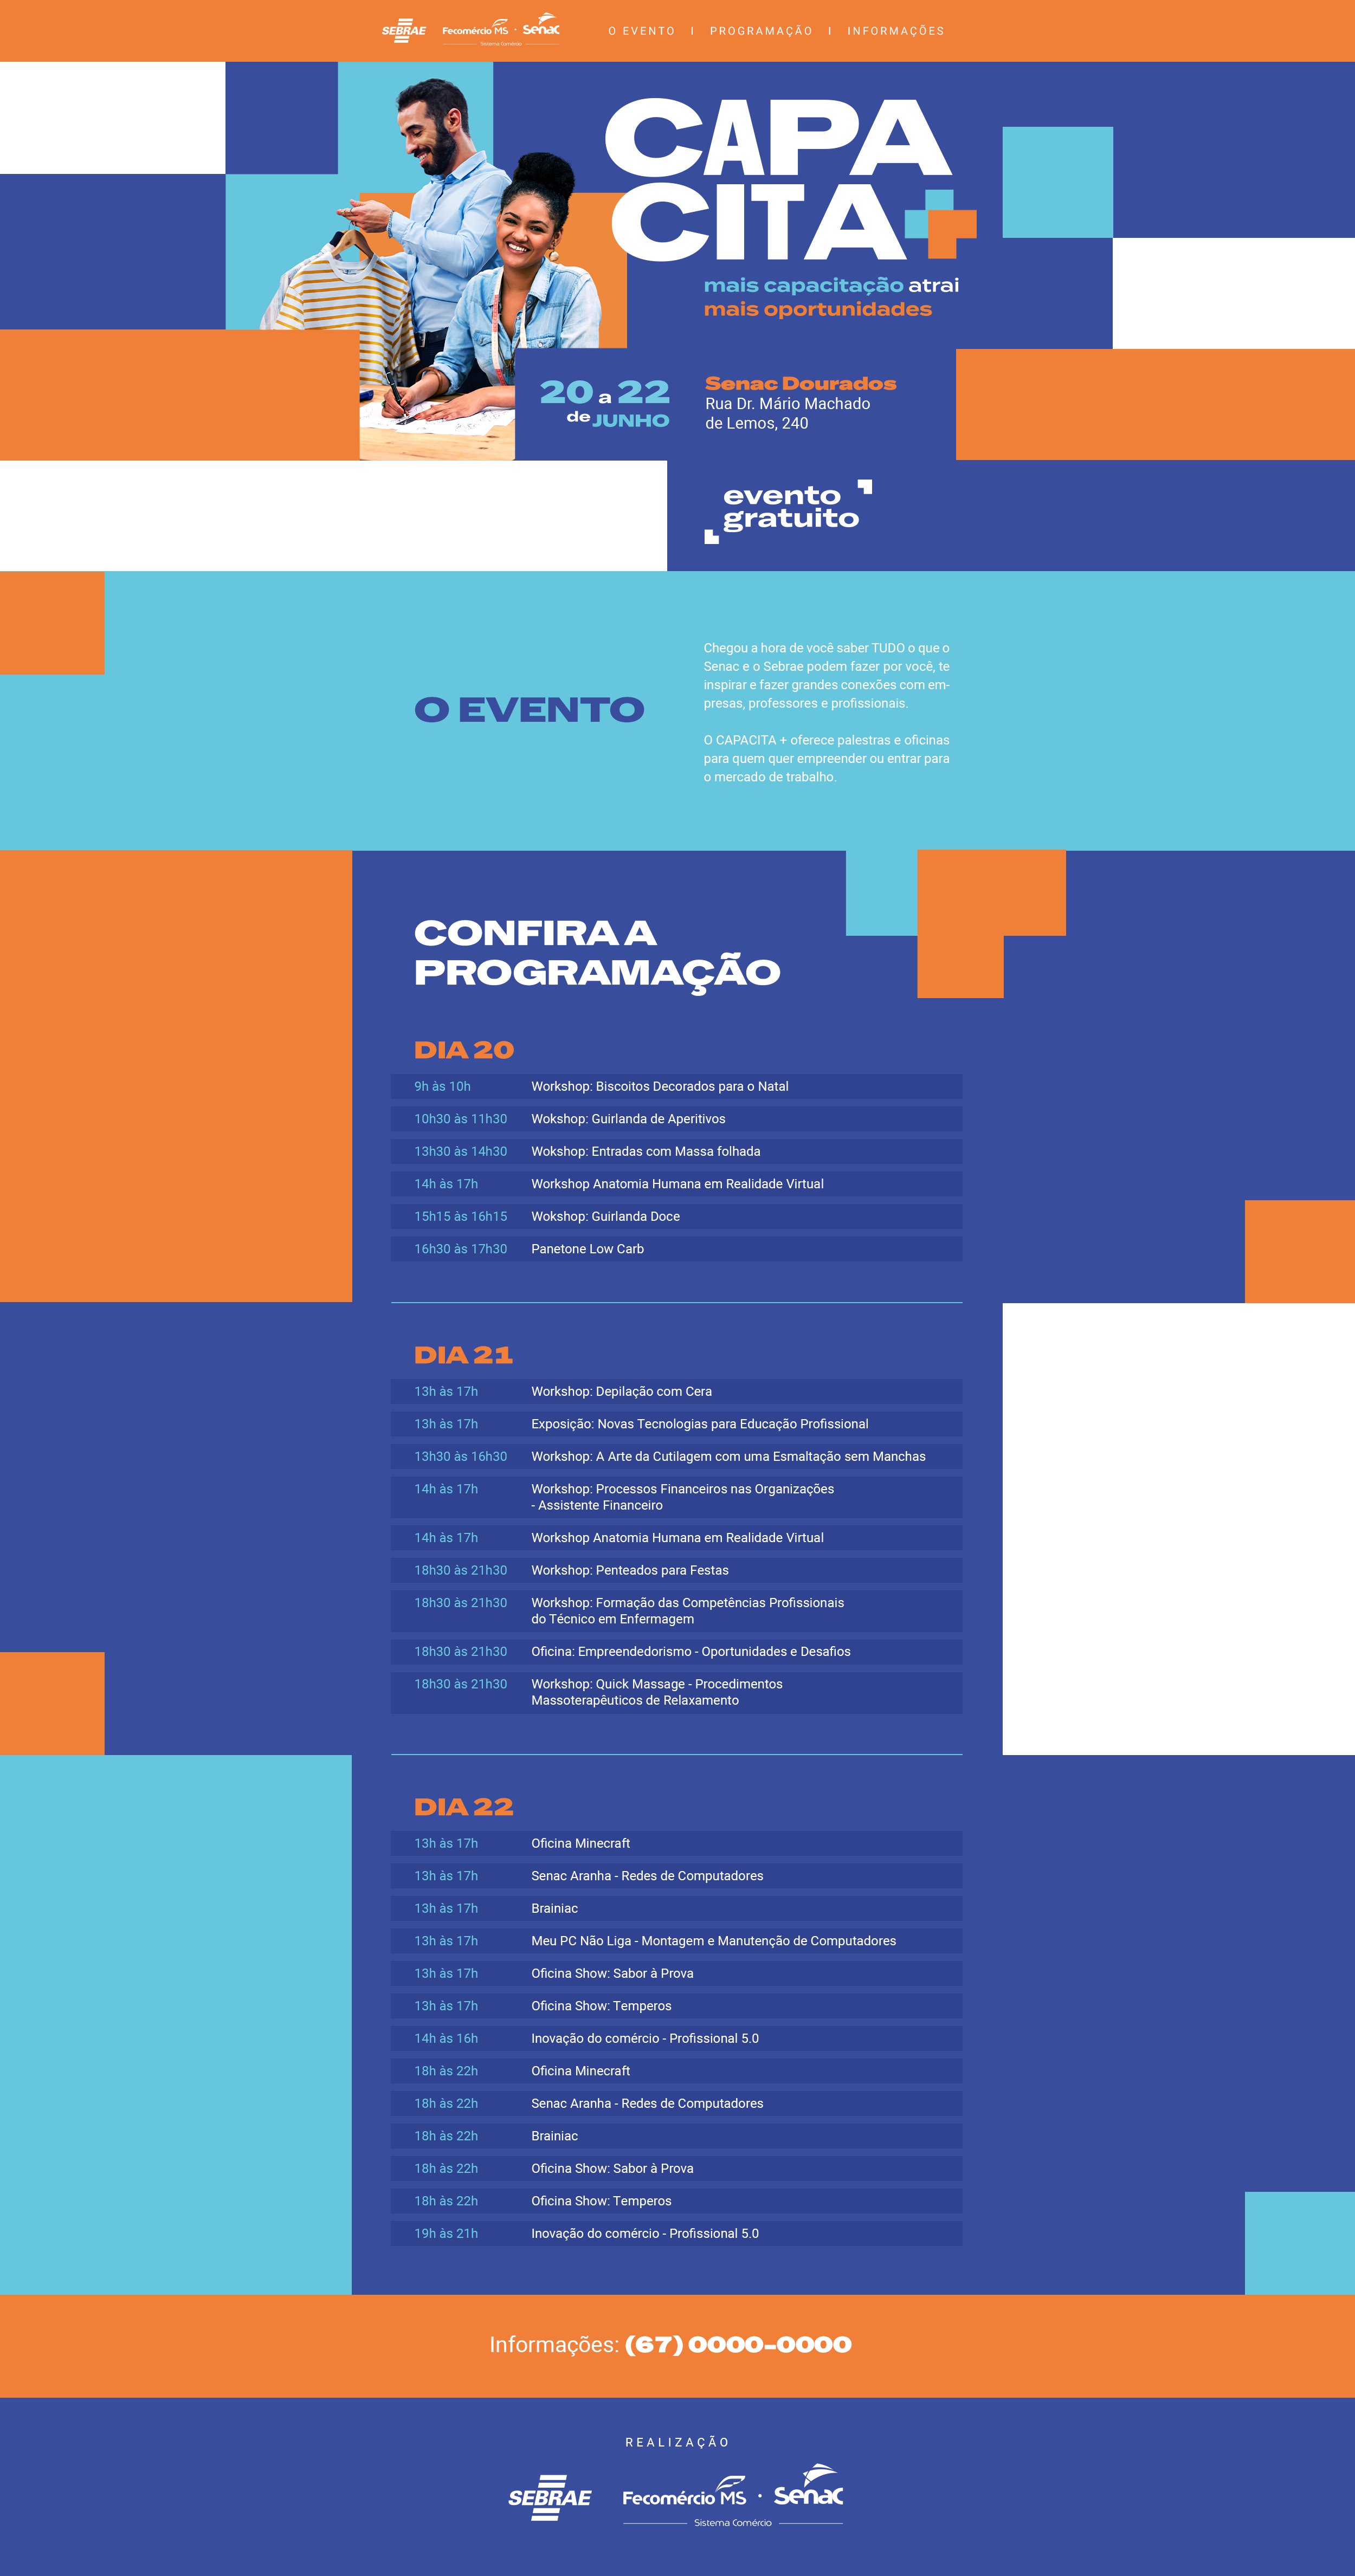 SEBRAE
Fecomércio MS · Senac
Sistema Comércio
O EVENTO I PROGRAMAÇÃO I INFORMAÇÕES
CAPA
CITA+
mais capacitação atrai
mais oportunidades
20 a 22
de JUNHO
Senac Dourados
Rua Dr. Mário Machado
de Lemos, 240
evento
gratuito
O EVENTO
Chegou a hora de você saber TUDO o que o
Senac e o Sebrae podem fazer por você, te
inspirar e fazer grandes conexões com em-
presas, professores e profissionais.
O CAPACITA + oferece palestras e oficinas
para quem quer empreender ou entrar para
o mercado de trabalho.
CONFIRA A
PROGRAMAÇÃO
DIA 20
9h às 10h Workshop: Biscoitos Decorados para o Natal
10h30 às 11h30 Wokshop: Guirlanda de Aperitivos
13h30 às 14h30 Wokshop: Entradas com Massa folhada
14h às 17h Workshop Anatomia Humana em Realidade Virtual
15h15 às 16h15 Wokshop: Guirlanda Doce
16h30 às 17h30 Panetone Low Carb
DIA 21
13h às 17h Workshop: Depilação com Cera
13h às 17h Exposição: Novas Tecnologias para Educação Profissional
13h30 às 16h30 Workshop: A Arte da Cutilagem com uma Esmaltação sem Manchas
14h às 17h Workshop: Processos Financeiros nas Organizações
- Assistente Financeiro
14h às 17h Workshop Anatomia Humana em Realidade Virtual
18h30 às 21h30 Workshop: Penteados para Festas
18h30 às 21h30 Workshop: Formação das Competências Profissionais
do Técnico em Enfermagem
18h30 às 21h30 Oficina: Empreendedorismo - Oportunidades e Desafios
18h30 às 21h30 Workshop: Quick Massage - Procedimentos
Massoterapêuticos de Relaxamento
DIA 22
13h às 17h Oficina Minecraft
13h às 17h Senac Aranha - Redes de Computadores
13h às 17h Brainiac
13h às 17h Meu PC Não Liga - Montagem e Manutenção de Computadores
13h às 17h Oficina Show: Sabor à Prova
13h às 17h Oficina Show: Temperos
14h às 16h Inovação do comércio - Profissional 5.0
18h às 22h Oficina Minecraft
18h às 22h Senac Aranha - Redes de Computadores
18h às 22h Brainiac
18h às 22h Oficina Show: Sabor à Prova
18h às 22h Oficina Show: Temperos
19h às 21h Inovação do comércio - Profissional 5.0
Informações: (67) 0000-0000
REALIZAÇÃO
SEBRAE
Fecomércio MS · Senac
Sistema Comércio